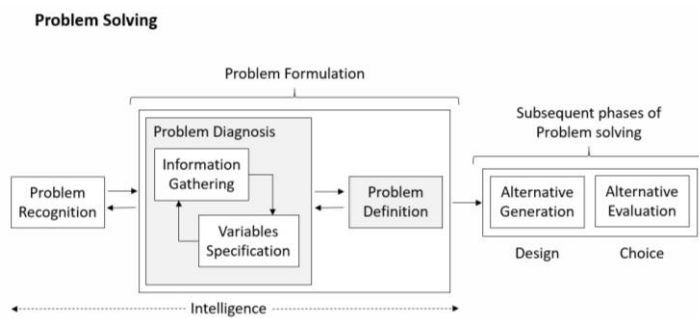 Problem Solving
Problem Formulation
Subsequent phases of
Problem solving
Problem Diagnosis
Information
Gathering
Variables
Specification
Problem
Recognition
Problem
Definition
Alternative
Generation
Alternative
Evaluation
Design
Choice
Intelligence